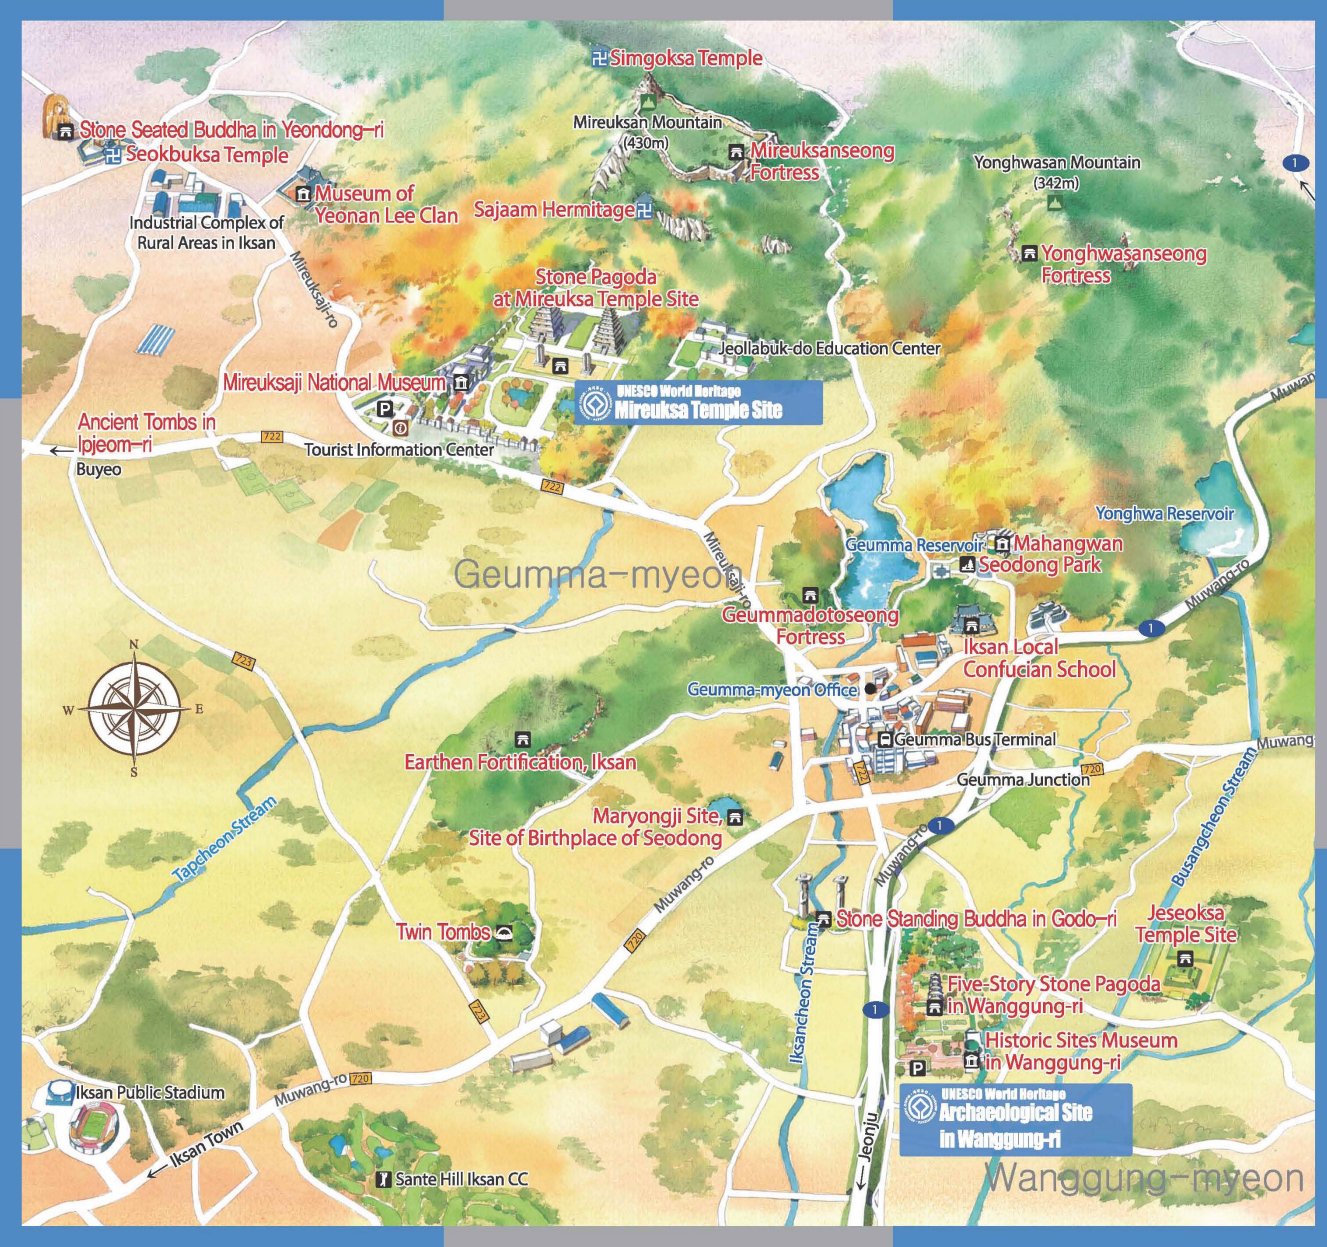 Simgoksa Temple
Mireuksan Mountain
(430m)
Stone Seated Buddha in Yeondong-ri
Seokbuksa Temple
Mireuksanseong
Fortress
Yonghwasan Mountain
(342m)
1
Museum of
Yeonan Lee Clan
Sajaam Hermitage
Industrial Complex of
Rural Areas in Iksan
Yonghwasanseong
Fortress
Mireuksaji-ro
Stone Pagoda
at Mireuksa Temple Site
Jeollabuk-do Education Center
Mireuksaji National Museum
UNESCO World Heritage
Mireuksa Temple Site
P
Muwan
Ancient Tombs in
Ipjeom-ri
← Buyeo
722
Tourist Information Center
722
Yonghwa Reservoir
Mireuksaji-ro
Geumma Reservoir
Mahangwan
Seodong Park
Geumma-myeon
Muwang-ro
Geummadotoseong
Fortress
1
Iksan Local
Confucian School
N
W
E
S
723
Geumma-myeon Office
Geumma Bus Terminal
Muwang
Earthen Fortification, Iksan
722
Geumma Junction
720
Maryongji Site,
Site of Birthplace of Seodong
Tapcheon Stream
Busangcheon Stream
1
Muwang-ro
Muwang-ro
Twin Tombs
720
Stone Standing Buddha in Godo-ri
Jeseoksa
Temple Site
Iksancheon Stream
723
1
Five-Story Stone Pagoda
in Wanggung-ri
Historic Sites Museum
in Wanggung-ri
P
Iksan Public Stadium
Muwang-ro
720
UNESCO World Heritage
Archaeological Site
in Wanggung-ri
← Iksan Town
← Jeonju
Sante Hill Iksan CC
Wanggung-myeon